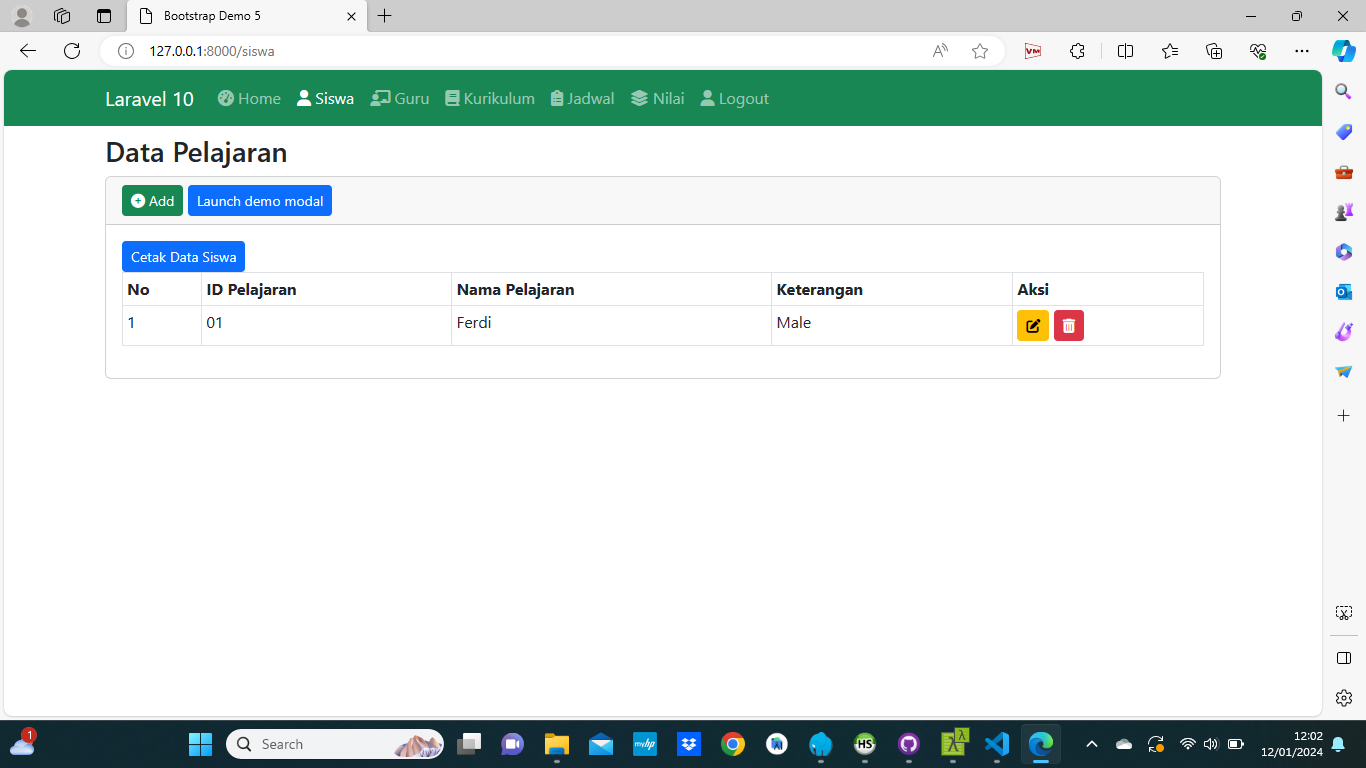 Bootstrap Demo 5
127.0.0.1:8000/siswa
VM
Laravel 10 Home Siswa Guru Kurikulum Jadwal Nilai Logout
Data Pelajaran
Add Launch demo modal
Cetak Data Siswa
No ID Pelajaran Nama Pelajaran Keterangan Aksi
1 01 Ferdi Male
1 Search myhp HS 12:02
12/01/2024